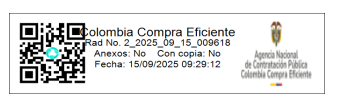 Colombia Compra Eficiente
Rad No. 2_2025_09_15_009618
Anexos: No Con copia: No
Fecha: 15/09/2025 09:29:12
Agencia Nacional
de Contratación Pública
Colombia Compra Eficiente